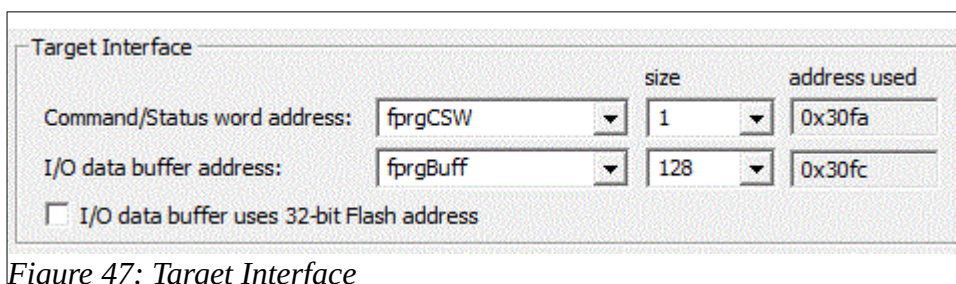 Target Interface
size address used
Command/Status word address: fprgCSW 1 0x30fa
I/O data buffer address: fprgBuff 128 0x30fc
I/O data buffer uses 32-bit Flash address
Figure 47: Target Interface